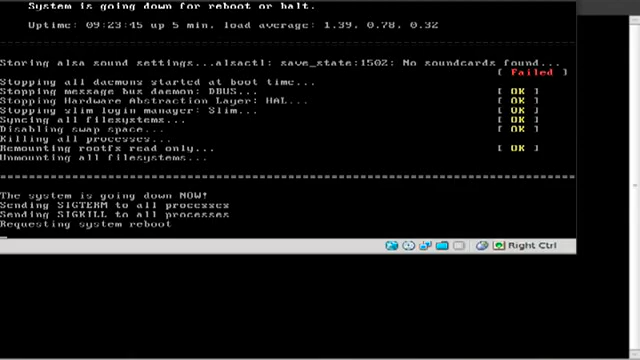 System is going down for reboot or halt.
Uptime: 09:23:45 up 5 min, load average: 1.39, 0.78, 0.32
Storing alsa sound settings...alsactl: save_state:1502: No soundcards found...
[ Failed ]
Stopping all daemons started at boot time...
Stopping message bus daemon: DBUS... [ OK ]
Stopping Hardware Abstraction Layer: HAL... [ OK ]
Stopping slim login manager: Slim... [ OK ]
Syncing all filesystems... [ OK ]
Disabling swap space... [ OK ]
Killing all processes...
Remounting rootfs read only... [ OK ]
Unmounting all filesystems...
================================================================================
The system is going down NOW!
Sending SIGTERM to all processes
Sending SIGKILL to all processes
Requesting system reboot
Right Ctrl